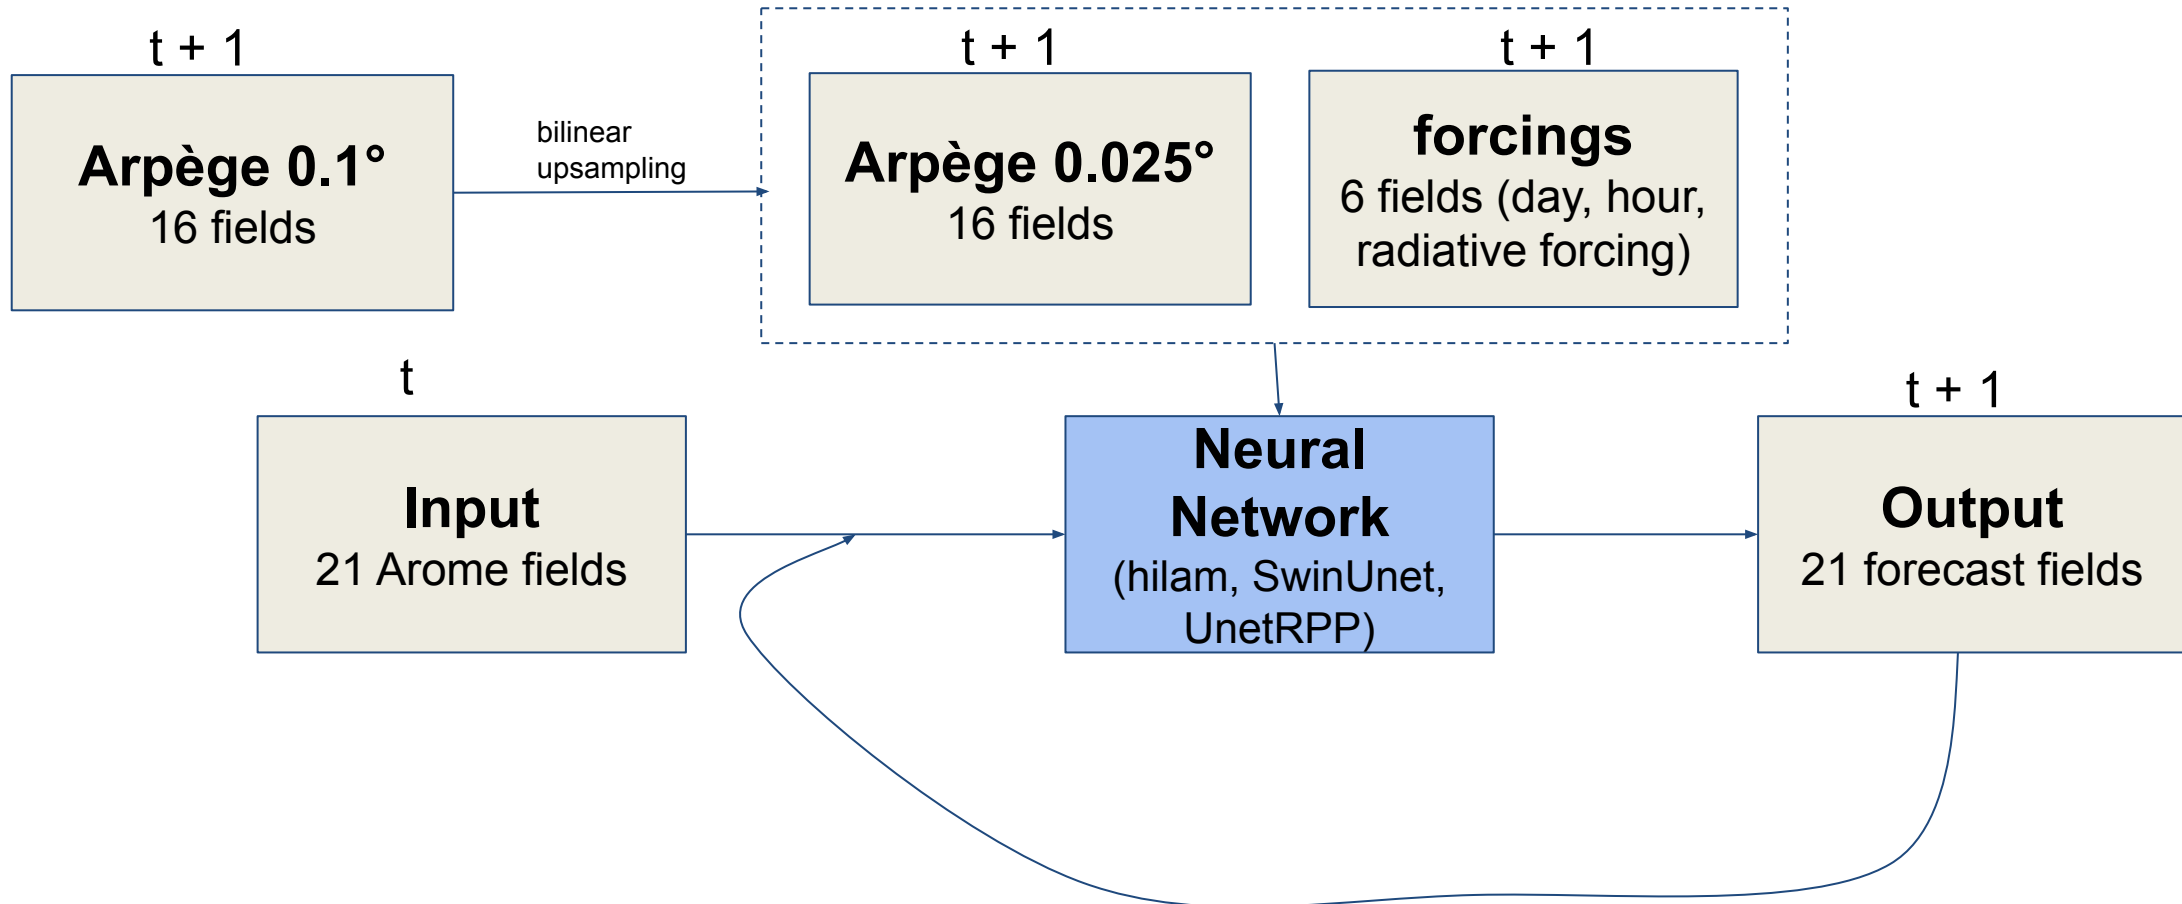 t + 1
Arpège 0.1°
16 fields
bilinear
upsampling
t + 1
Arpège 0.025°
16 fields
t + 1
forcings
6 fields (day, hour,
radiative forcing)
t
Input
21 Arome fields
Neural
Network
(hilam, SwinUnet,
UnetRPP)
t + 1
Output
21 forecast fields